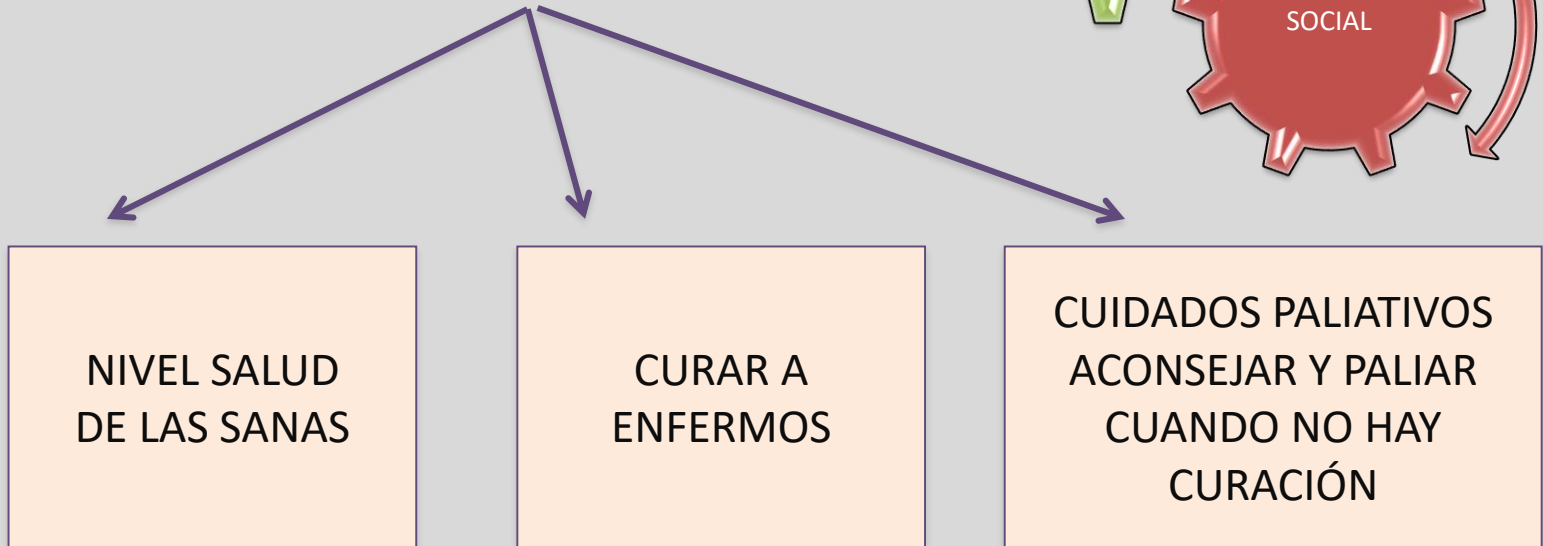 SOCIAL
NIVEL SALUD
DE LAS SANAS
CURAR A
ENFERMOS
CUIDADOS PALIATIVOS
ACONSEJAR Y PALIAR
CUANDO NO HAY
CURACIÓN